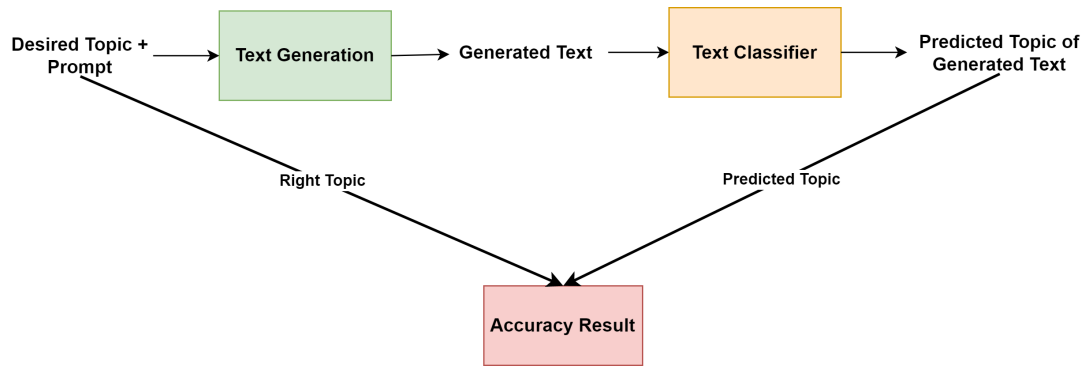 Desired Topic +
Prompt
Text Generation
Generated Text
Text Classifier
Predicted Topic of
Generated Text
Right Topic
Predicted Topic
Accuracy Result